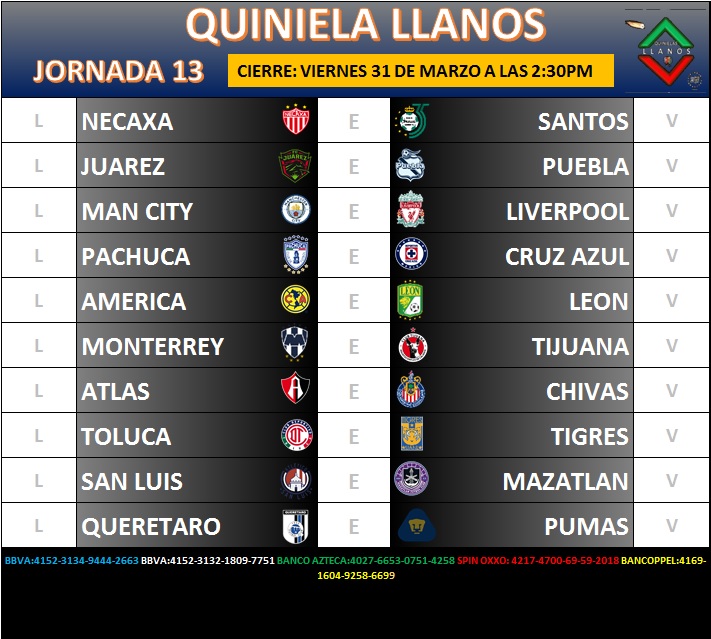 QUINIELA LLANOS
JORNADA 13
CIERRE: VIERNES 31 DE MARZO A LAS 2:30PM
QUINIELAS
LLANOS
L NECAXA E SANTOS V
L JUAREZ E PUEBLA V
L MAN CITY E LIVERPOOL V
L PACHUCA E CRUZ AZUL V
L AMERICA E LEON V
L MONTERREY E TIJUANA V
L ATLAS E CHIVAS V
L TOLUCA E TIGRES V
L SAN LUIS E MAZATLAN V
L QUERETARO E PUMAS V
BBVA:4152-3134-9444-2663 BBVA:4152-3132-1809-7751 BANCO AZTECA:4027-6653-0751-4258 SPIN OXXO: 4217-4700-69-59-2018 BANCOPPEL:4169-
1604-9258-6699